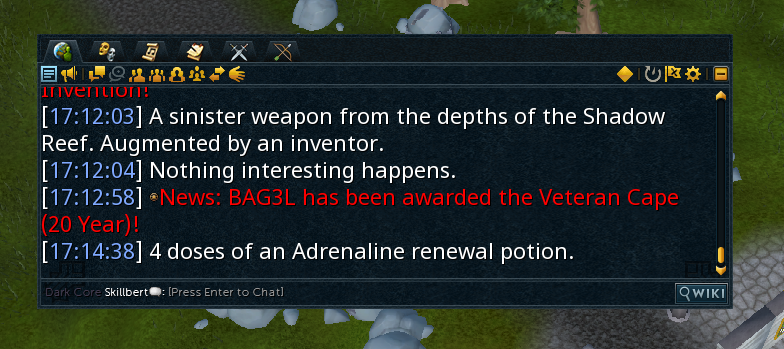 Invention!
[17:12:03] A sinister weapon from the depths of the Shadow
Reef. Augmented by an inventor.
[17:12:04] Nothing interesting happens.
[17:12:58] News: BAG3L has been awarded the Veteran Cape
(20 Year)!
[17:14:38] 4 doses of an Adrenaline renewal potion.
Dark Core Skillbert: [Press Enter to Chat]
WIKI